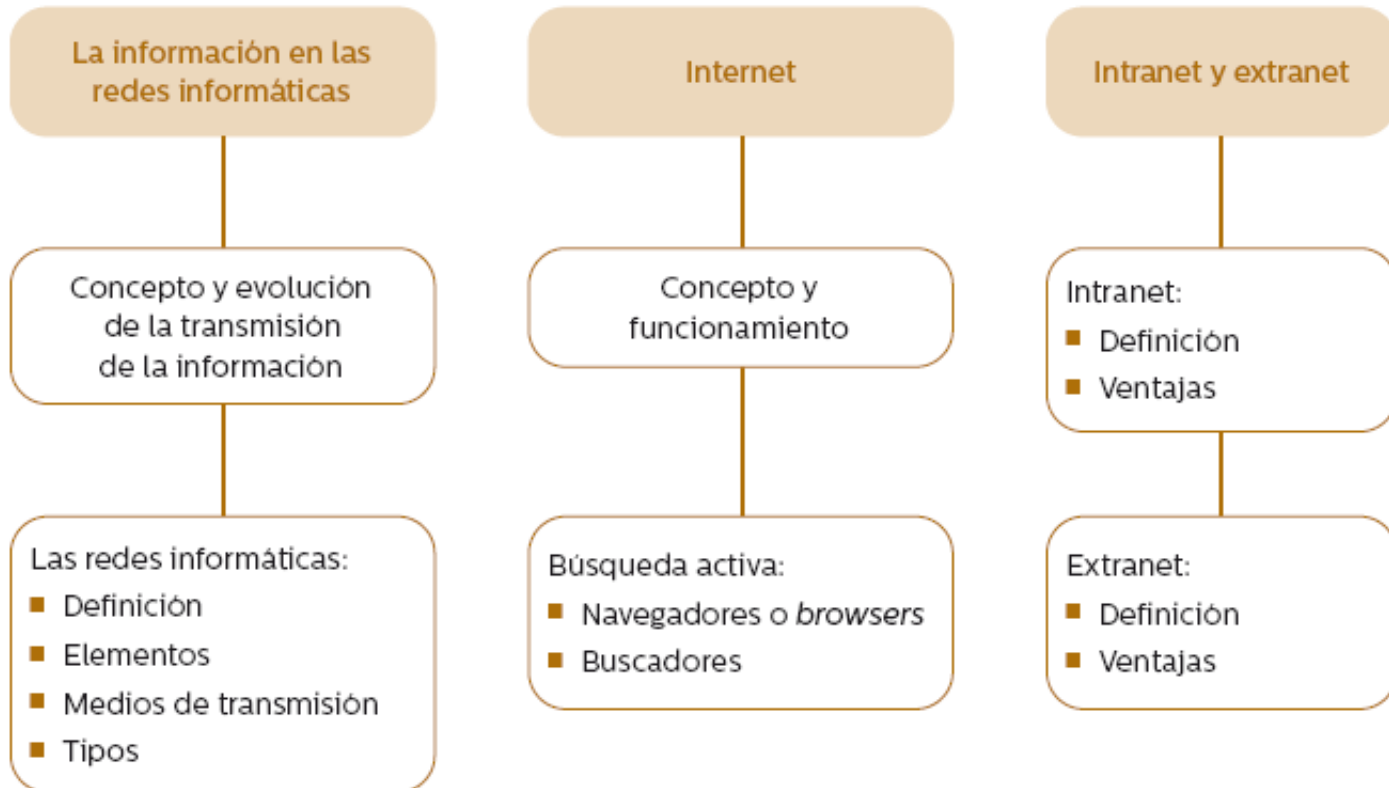 La información en las
redes informáticas
Concepto y evolución
de la transmisión
de la información
Las redes informáticas:
■ Definición
■ Elementos
■ Medios de transmisión
■ Tipos
Internet
Concepto y
funcionamiento
Búsqueda activa:
■ Navegadores o browsers
■ Buscadores
Intranet y extranet
Intranet:
■ Definición
■ Ventajas
Extranet:
■ Definición
■ Ventajas